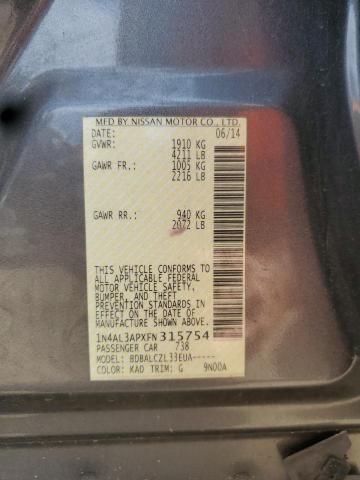 MFD BY NISSAN MOTOR CO., LTD.
DATE: 06/14
GVWR: 1910 KG
4211 LB
GAWR FR.: 1005 KG
2216 LB
GAWR RR.: 940 KG
2072 LB
THIS VEHICLE CONFORMS TO
ALL APPLICABLE FEDERAL
MOTOR VEHICLE SAFETY,
BUMPER, AND THEFT
PREVENTION STANDARDS IN
EFFECT ON THE DATE OF
MANUFACTURE SHOWN ABOVE.
1N4AL3APXFN315754
PASSENGER CAR 738
MODEL: BDBALCZL33EUA-----
COLOR: KAD TRIM: G 9N00A